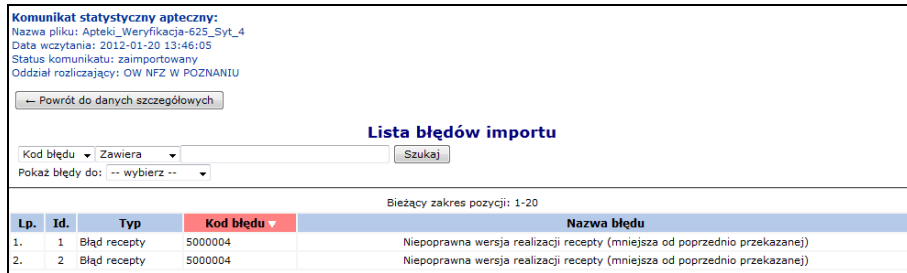 Komunikat statystyczny apteczny:
Nazwa pliku: Apteki_Weryfikacja-625_Syt_4
Data wczytania: 2012-01-20 13:46:05
Status komunikatu: zaimportowany
Oddział rozliczający: OW NFZ W POZNANIU
← Powrót do danych szczegółowych
Lista błędów importu
Kod błędu Zawiera Szukaj
Pokaż błędy do: -- wybierz --
Bieżący zakres pozycji: 1-20
Lp. Id. Typ Kod błędu Nazwa błędu
1. 1 Błąd recepty 5000004 Niepoprawna wersja realizacji recepty (mniejsza od poprzednio przekazanej)
2. 2 Błąd recepty 5000004 Niepoprawna wersja realizacji recepty (mniejsza od poprzednio przekazanej)